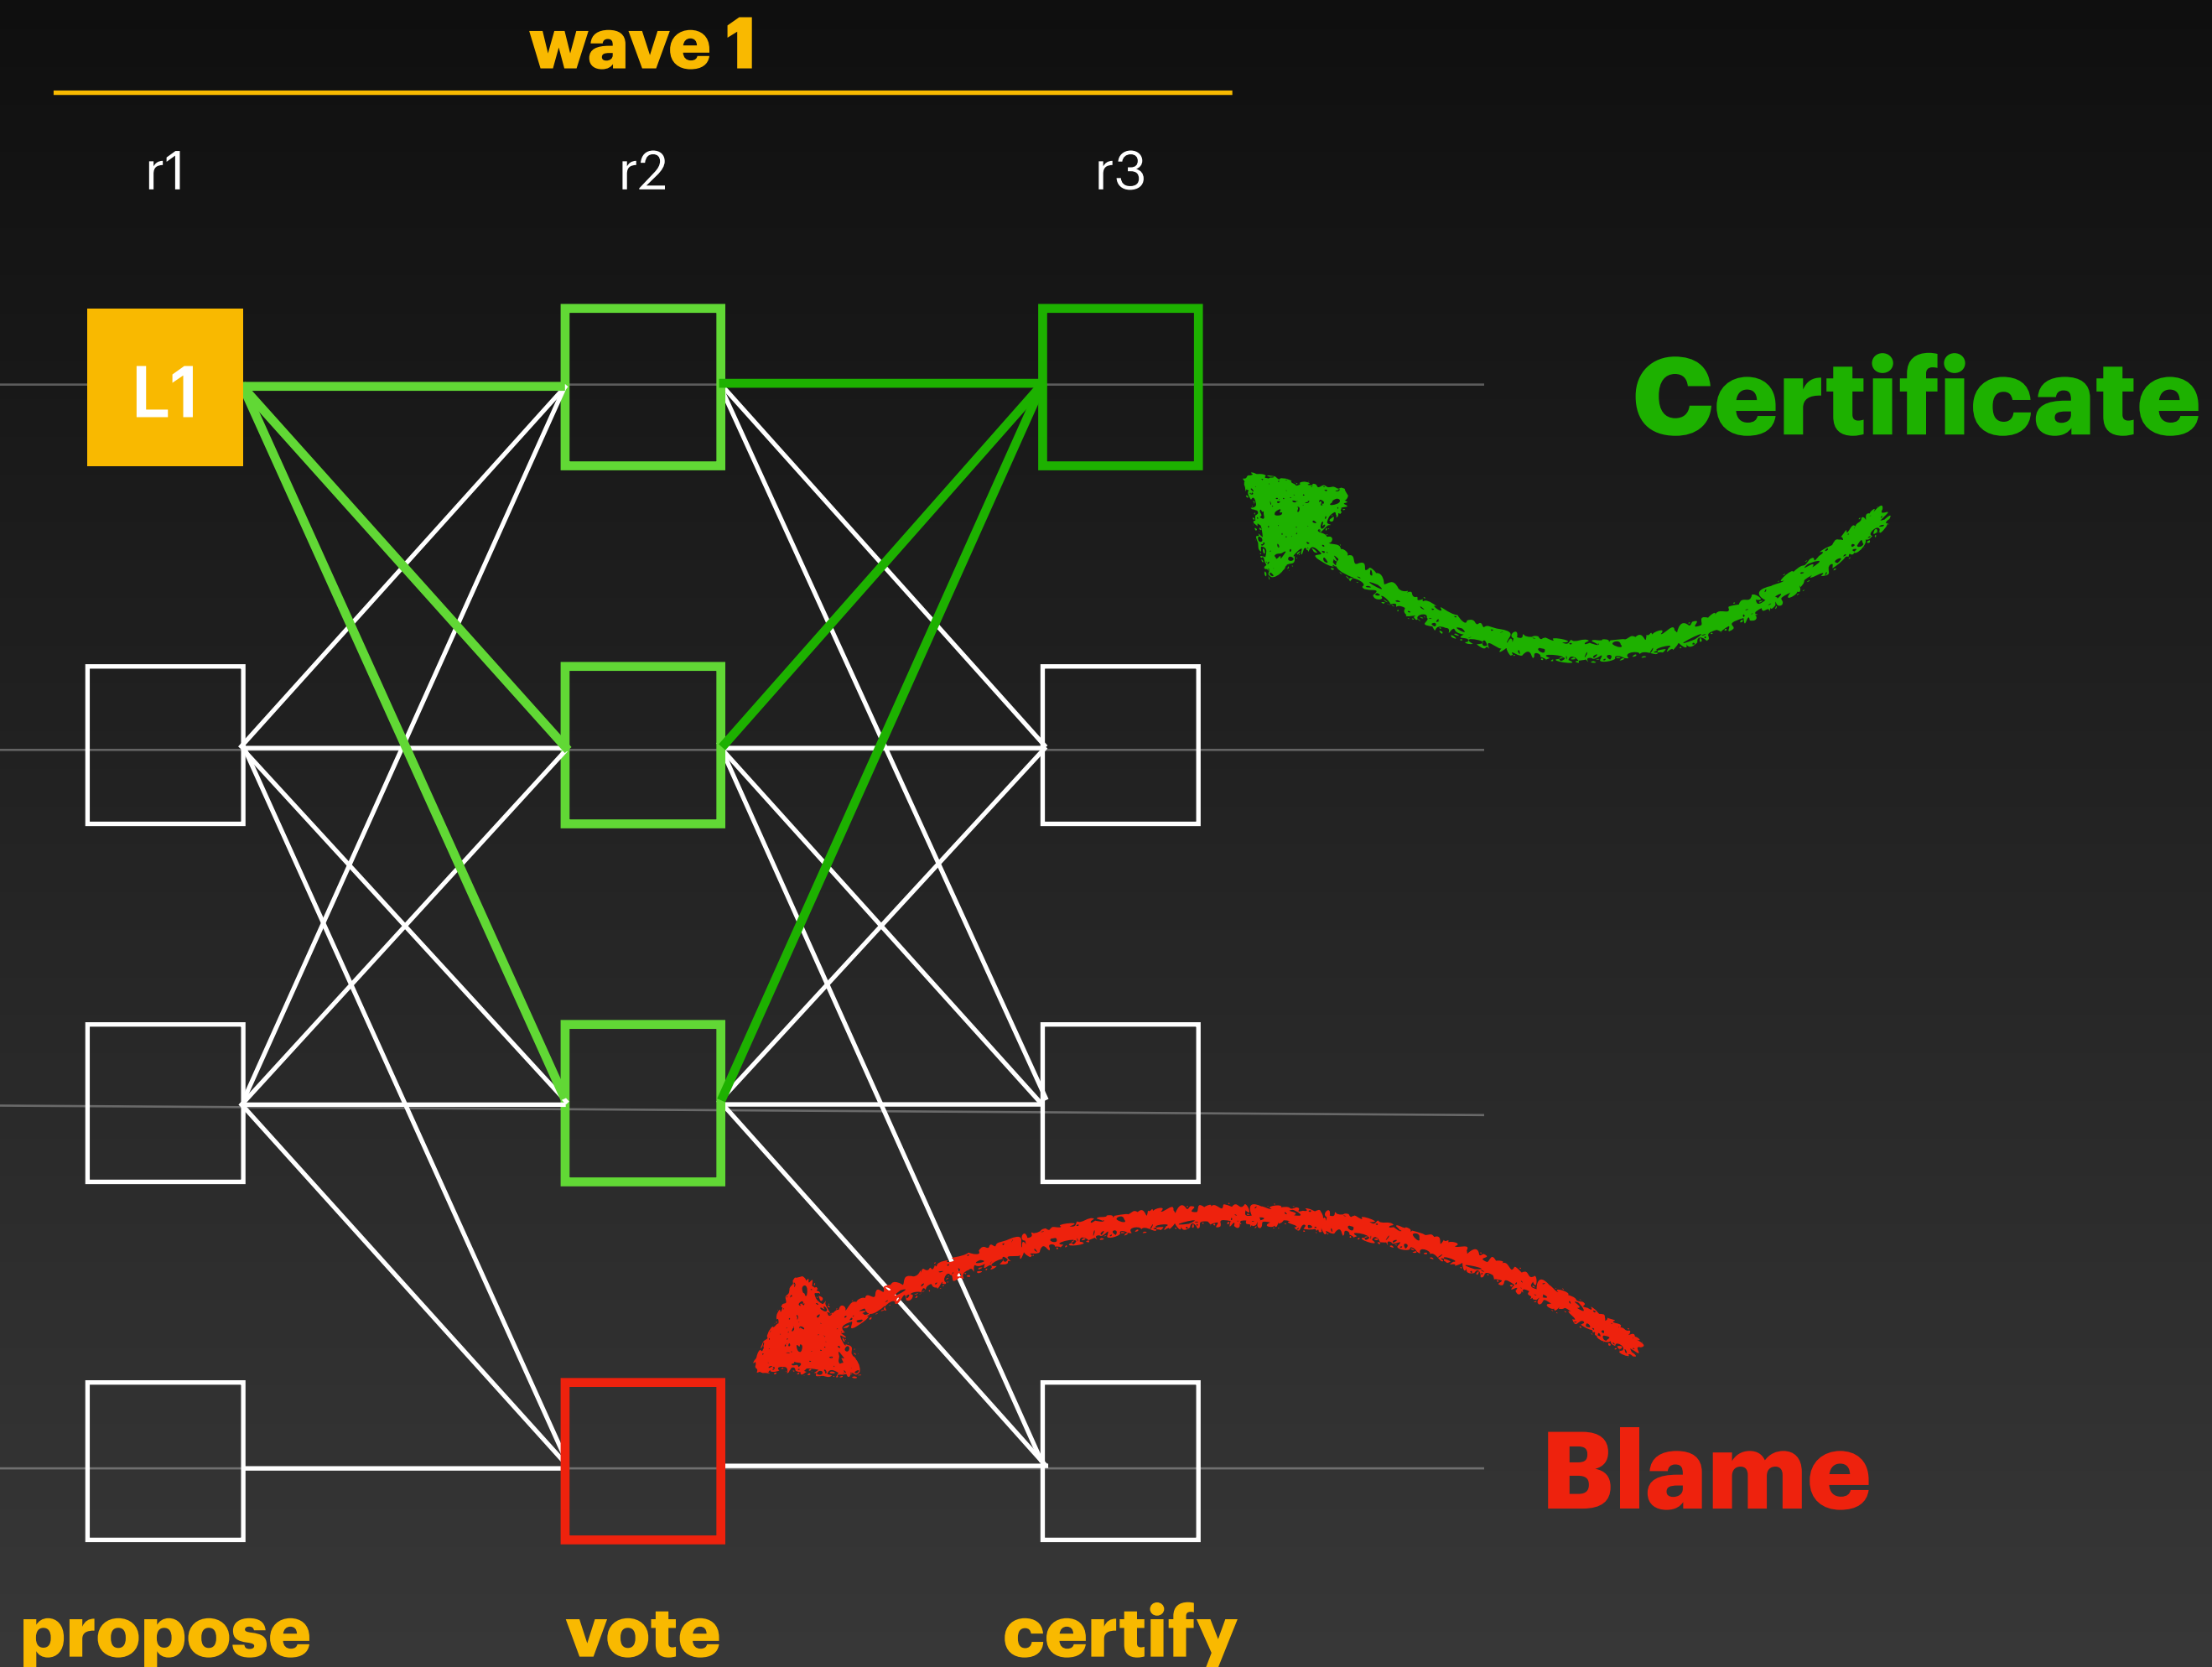 wave 1
r1
r2
r3
L1
Certificate
Blame
propose
vote
certify